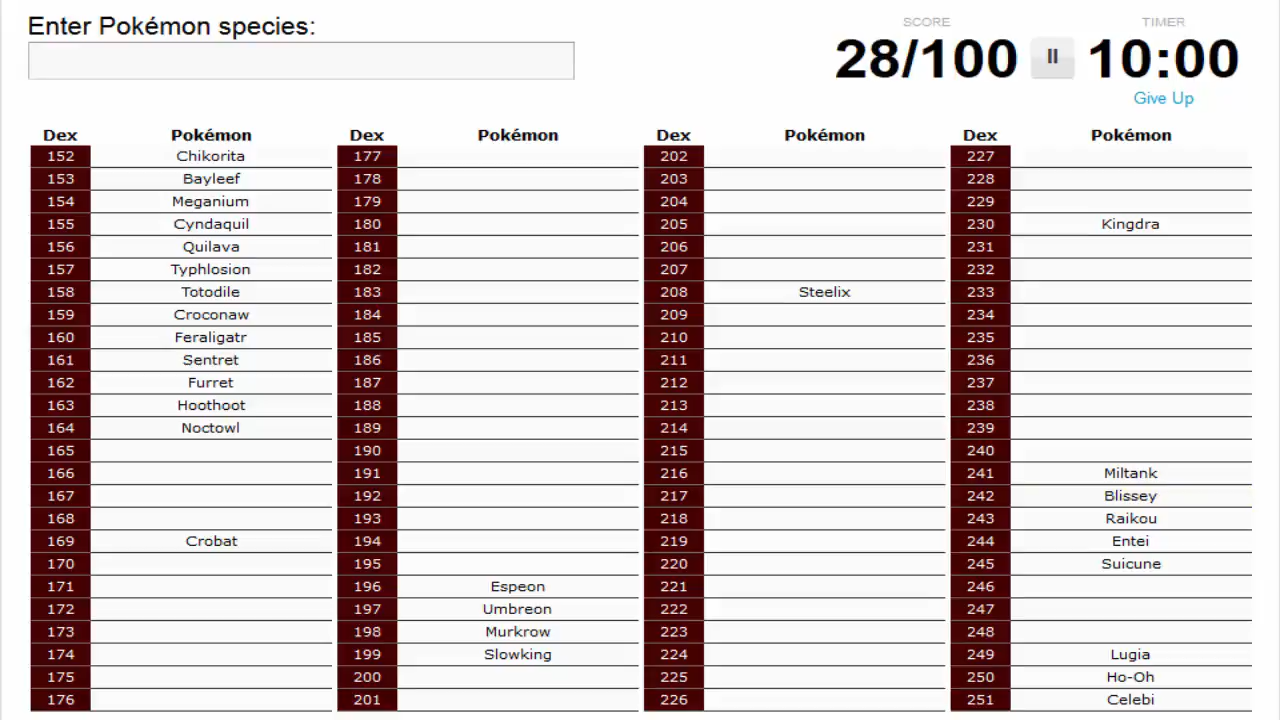 Enter Pokémon species:
SCORE TIMER
28/100 10:00
Give Up
Dex Pokémon Dex Pokémon Dex Pokémon Dex Pokémon
152 Chikorita 177 202 227
153 Bayleef 178 203 228
154 Meganium 179 204 229
155 Cyndaquil 180 205 230 Kingdra
156 Quilava 181 206 231
157 Typhlosion 182 207 232
158 Totodile 183 208 Steelix 233
159 Croconaw 184 209 234
160 Feraligatr 185 210 235
161 Sentret 186 211 236
162 Furret 187 212 237
163 Hoothoot 188 213 238
164 Noctowl 189 214 239
165 190 215 240
166 191 216 241 Miltank
167 192 217 242 Blissey
168 193 218 243 Raikou
169 Crobat 194 219 244 Entei
170 195 220 245 Suicune
171 196 Espeon 221 246
172 197 Umbreon 222 247
173 198 Murkrow 223 248
174 199 Slowking 224 249 Lugia
175 200 225 250 Ho-Oh
176 201 226 251 Celebi